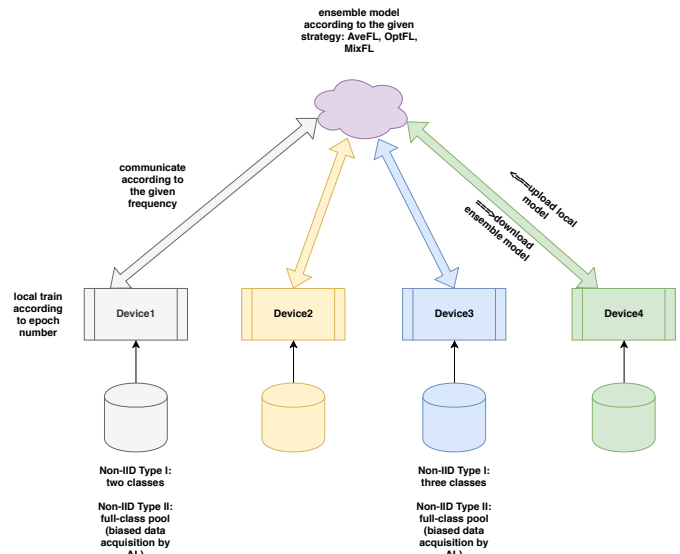 ensemble model
according to the given
strategy: AveFL, OptFL,
MixFL
communicate
according to
the given
frequency
<===upload local
model
===>download
ensemble model
local train
according
to epoch
number
Device1
Device2
Device3
Device4
Non-IID Type I:
two classes
Non-IID Type II:
full-class pool
(biased data
acquisition by
AL)
Non-IID Type I:
three classes
Non-IID Type II:
full-class pool
(biased data
acquisition by
AL)